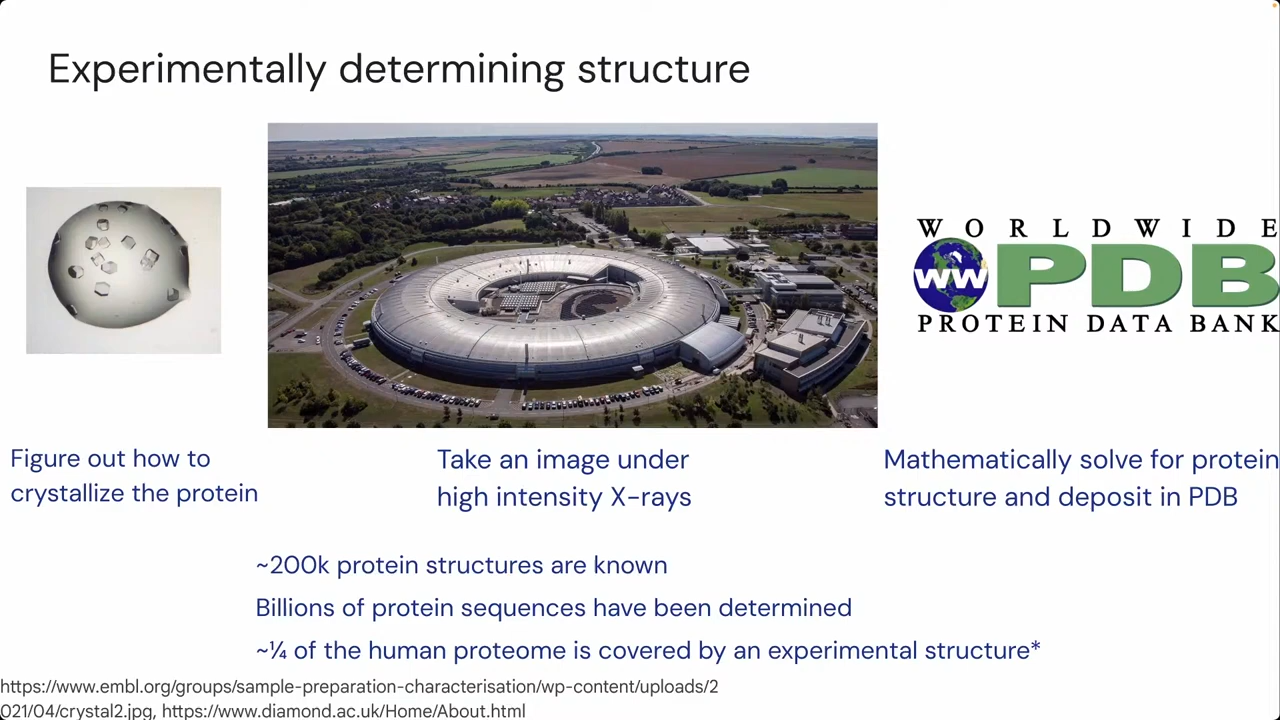 Experimentally determining structure
WORLDWIDE
ww PDB
PROTEIN DATA BANK
Figure out how to
crystallize the protein
Take an image under
high intensity X-rays
Mathematically solve for protein
structure and deposit in PDB
~200k protein structures are known
Billions of protein sequences have been determined
~¼ of the human proteome is covered by an experimental structure*
https://www.embl.org/groups/sample-preparation-characterisation/wp-content/uploads/2
021/04/crystal2.jpg, https://www.diamond.ac.uk/Home/About.html